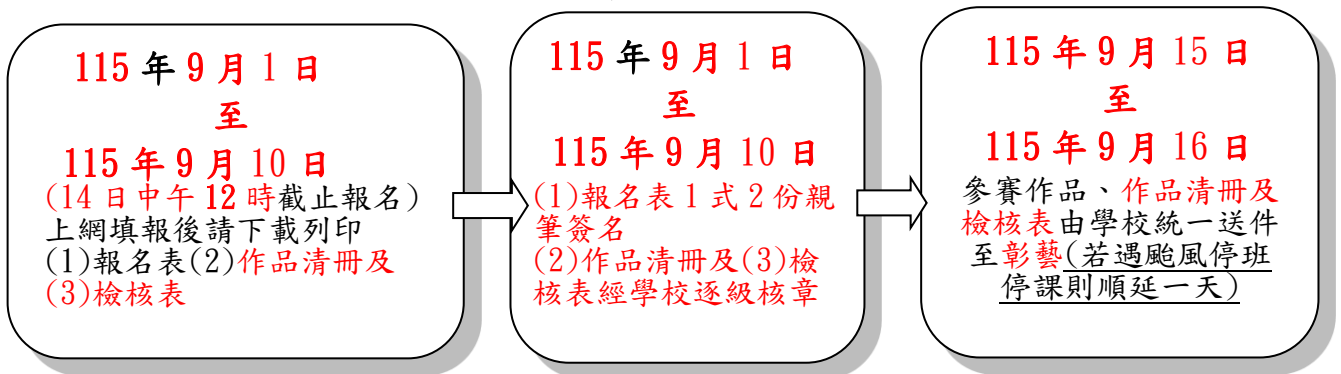 115 年 9 月 1 日
至
115 年 9 月 10 日
(14 日中午 12 時截止報名)
上網填報後請下載列印
(1)報名表(2)作品清冊及
(3)檢核表
115 年 9 月 1 日
至
115 年 9 月 10 日
(1)報名表 1 式 2 份親
筆簽名
(2)作品清冊及(3)檢
核表經學校逐級核章
115 年 9 月 15 日
至
115 年 9 月 16 日
參賽作品、作品清冊及
檢核表由學校統一送件
至彰藝(若遇颱風停班
停課則順延一天)